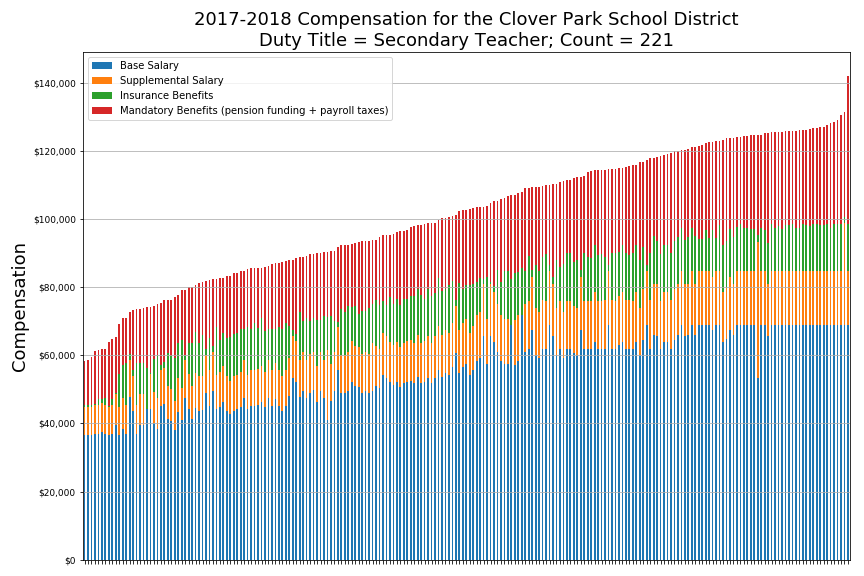 2017-2018 Compensation for the Clover Park School District
Duty Title = Secondary Teacher; Count = 221
Base Salary
Supplemental Salary
Insurance Benefits
Mandatory Benefits (pension funding + payroll taxes)
$140,000
$120,000
$100,000
$80,000
$60,000
$40,000
$20,000
$0
Compensation